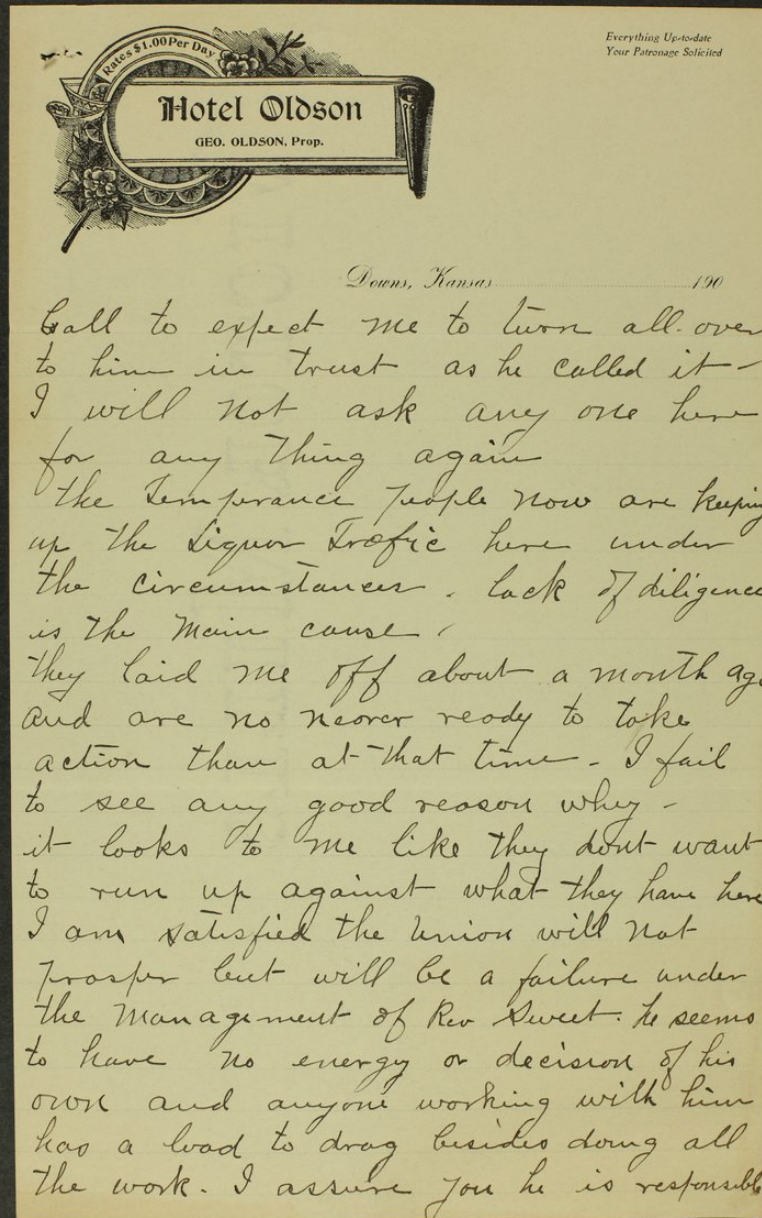 Everything Up-to-date
Your Patronage Solicited
Rates $1.00 Per Day
Hotel Oldson
GEO. OLDSON, Prop.
Downs, Kansas 190
Call to expect me to turn all over
to him in trust as he called it -
I will not ask any one here
for any thing again
the Temperance people now are keeping
up the Liquor Trafic here under
the circumstances. lack of diligence
is the main cause.
they laid me off about a month ago
and are no nearer ready to take
action than at that time - I fail
to see any good reason whey -
it looks to me like they dont want
to run up against what they have here
I am satisfied the Union will not
prosper but will be a failure under
the Management of Rev Sweet. he seems
to have no energy or decision of his
own and anyone working with him
has a load to drag besides doing all
the work. I assure you he is responsible